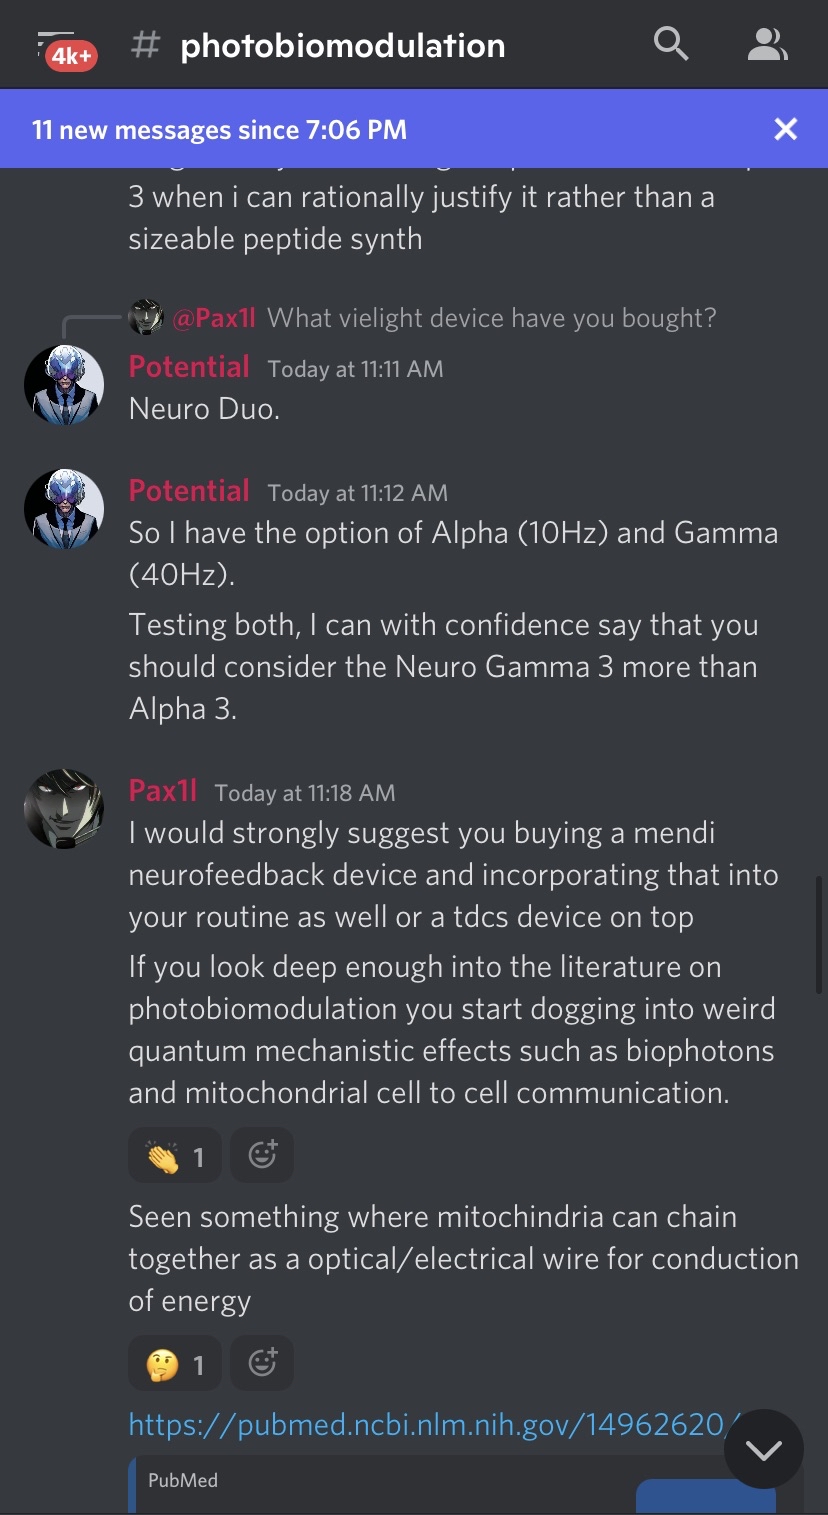 4k+
# photobiomodulation
11 new messages since 7:06 PM
3 when i can rationally justify it rather than a
sizeable peptide synth
@Pax1l What vielight device have you bought?
Potential Today at 11:11 AM
Neuro Duo.
Potential Today at 11:12 AM
So I have the option of Alpha (10Hz) and Gamma
(40Hz).
Testing both, I can with confidence say that you
should consider the Neuro Gamma 3 more than
Alpha 3.
Pax1l Today at 11:18 AM
I would strongly suggest you buying a mendi
neurofeedback device and incorporating that into
your routine as well or a tdcs device on top
If you look deep enough into the literature on
photobiomodulation you start dogging into weird
quantum mechanistic effects such as biophotons
and mitochondrial cell to cell communication.
1
Seen something where mitochindria can chain
together as a optical/electrical wire for conduction
of energy
1
https://pubmed.ncbi.nlm.nih.gov/14962620/
PubMed